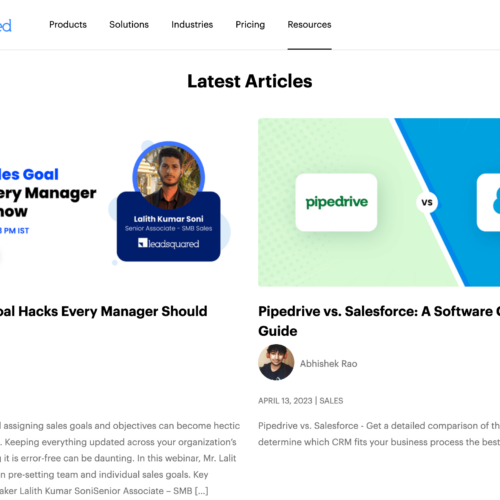 ed
Products Solutions Industries Pricing Resources
Latest Articles
les Goal
ery Manager
now
PM IST
Lalith Kumar Soni
Senior Associate - SMB Sales
leadsquared
pipedrive
VS
oal Hacks Every Manager Should
Pipedrive vs. Salesforce: A Software
Guide
Abhishek Rao
APRIL 13, 2023 | SALES
assigning sales goals and objectives can become hectic
. Keeping everything updated across your organization's
it is error-free can be daunting. In this webinar, Mr. Lalit
n pre-setting team and individual sales goals. Key
aker Lalith Kumar SoniSenior Associate – SMB [...]
Pipedrive vs. Salesforce - Get a detailed comparison of th
determine which CRM fits your business process the best